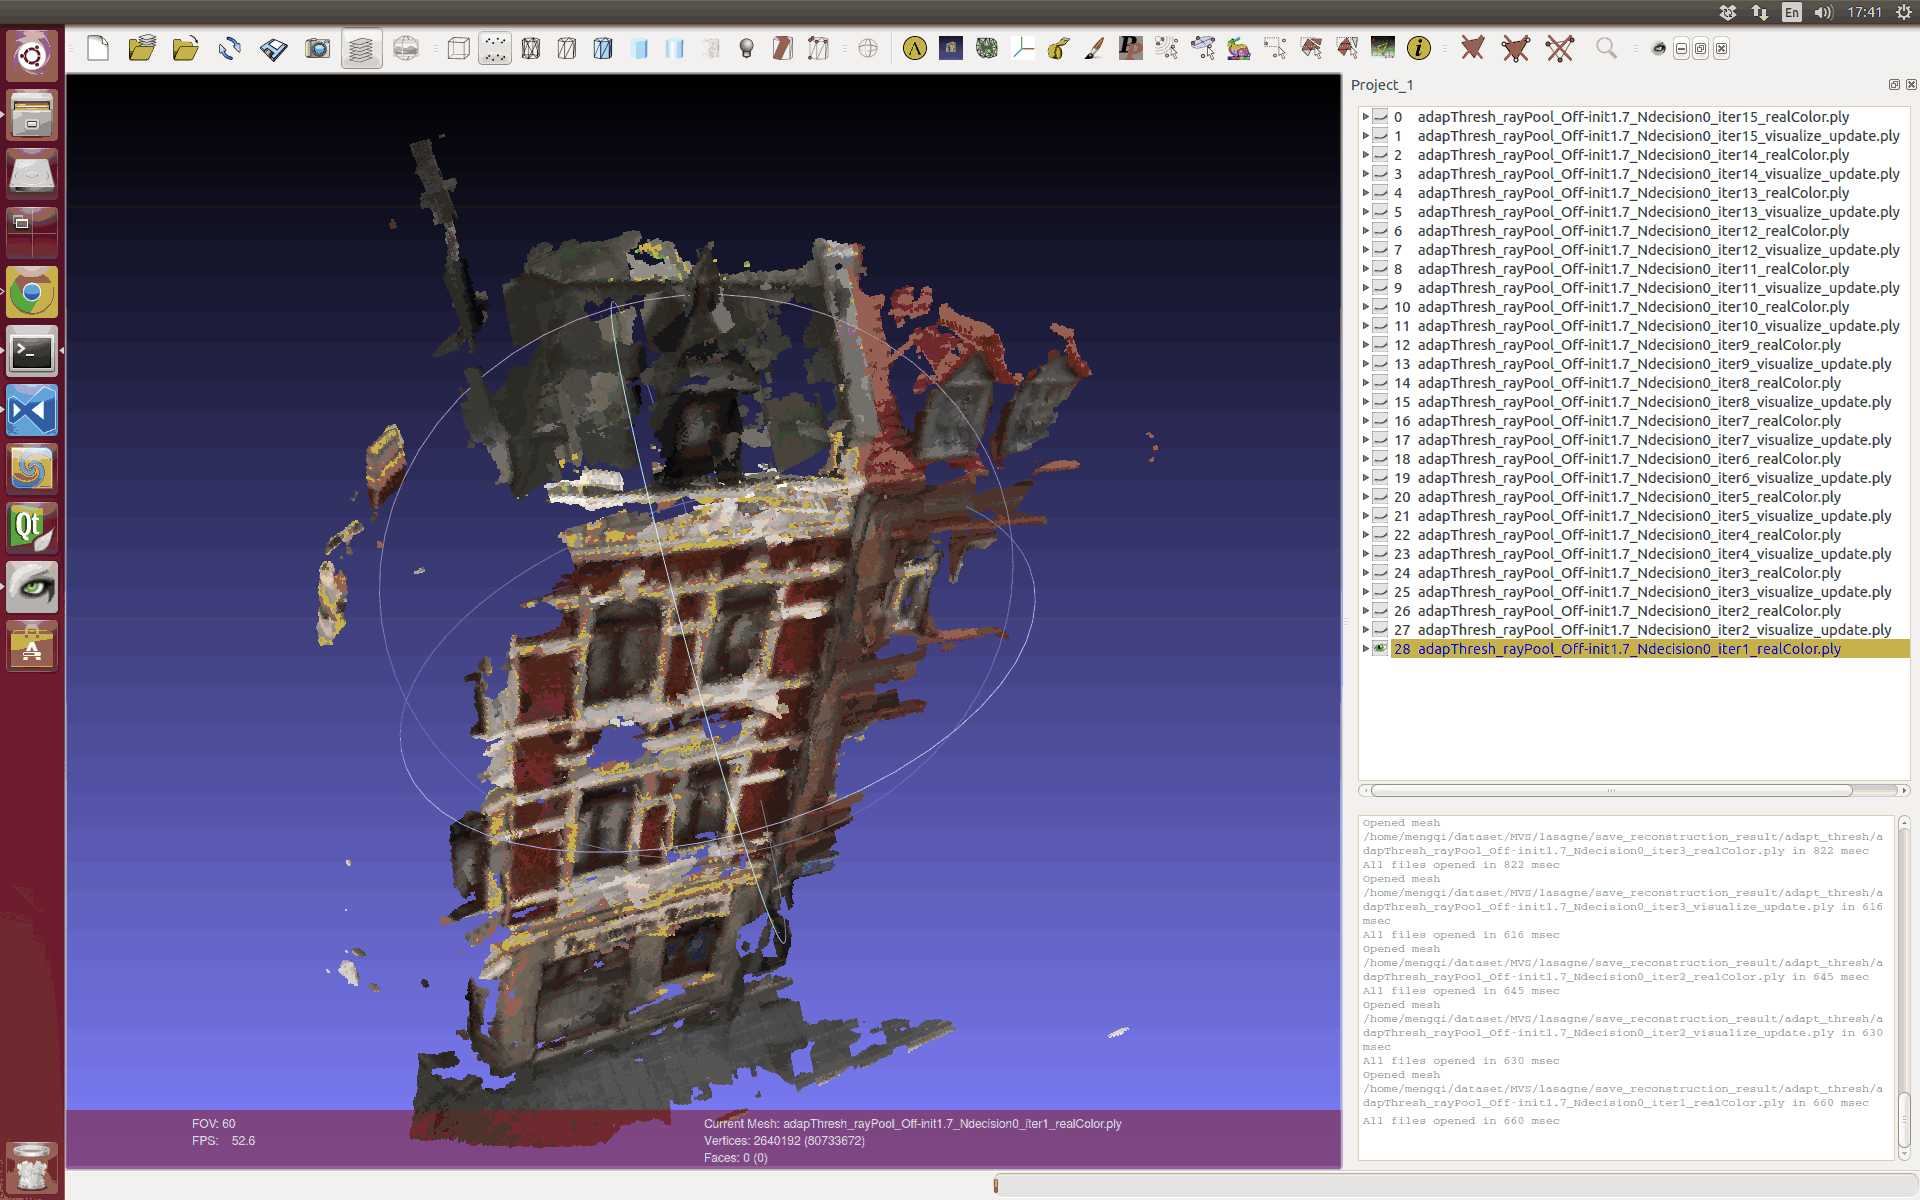 En
17:41
Project_1
0 adapThresh_rayPool_Off-init1.7_Ndecision0_iter15_realColor.ply
1 adapThresh_rayPool_Off-init1.7_Ndecision0_iter15_visualize_update.ply
2 adapThresh_rayPool_Off-init1.7_Ndecision0_iter14_realColor.ply
3 adapThresh_rayPool_Off-init1.7_Ndecision0_iter14_visualize_update.ply
4 adapThresh_rayPool_Off-init1.7_Ndecision0_iter13_realColor.ply
5 adapThresh_rayPool_Off-init1.7_Ndecision0_iter13_visualize_update.ply
6 adapThresh_rayPool_Off-init1.7_Ndecision0_iter12_realColor.ply
7 adapThresh_rayPool_Off-init1.7_Ndecision0_iter12_visualize_update.ply
8 adapThresh_rayPool_Off-init1.7_Ndecision0_iter11_realColor.ply
9 adapThresh_rayPool_Off-init1.7_Ndecision0_iter11_visualize_update.ply
10 adapThresh_rayPool_Off-init1.7_Ndecision0_iter10_realColor.ply
11 adapThresh_rayPool_Off-init1.7_Ndecision0_iter10_visualize_update.ply
12 adapThresh_rayPool_Off-init1.7_Ndecision0_iter9_realColor.ply
13 adapThresh_rayPool_Off-init1.7_Ndecision0_iter9_visualize_update.ply
14 adapThresh_rayPool_Off-init1.7_Ndecision0_iter8_realColor.ply
15 adapThresh_rayPool_Off-init1.7_Ndecision0_iter8_visualize_update.ply
16 adapThresh_rayPool_Off-init1.7_Ndecision0_iter7_realColor.ply
17 adapThresh_rayPool_Off-init1.7_Ndecision0_iter7_visualize_update.ply
18 adapThresh_rayPool_Off-init1.7_Ndecision0_iter6_realColor.ply
19 adapThresh_rayPool_Off-init1.7_Ndecision0_iter6_visualize_update.ply
20 adapThresh_rayPool_Off-init1.7_Ndecision0_iter5_realColor.ply
21 adapThresh_rayPool_Off-init1.7_Ndecision0_iter5_visualize_update.ply
22 adapThresh_rayPool_Off-init1.7_Ndecision0_iter4_realColor.ply
23 adapThresh_rayPool_Off-init1.7_Ndecision0_iter4_visualize_update.ply
24 adapThresh_rayPool_Off-init1.7_Ndecision0_iter3_realColor.ply
25 adapThresh_rayPool_Off-init1.7_Ndecision0_iter3_visualize_update.ply
26 adapThresh_rayPool_Off-init1.7_Ndecision0_iter2_realColor.ply
27 adapThresh_rayPool_Off-init1.7_Ndecision0_iter2_visualize_update.ply
28 adapThresh_rayPool_Off-init1.7_Ndecision0_iter1_realColor.ply
Opened mesh
/home/mengqi/dataset/MVS/lasagne/save_reconstruction_result/adapt_thresh/a
dapThresh_rayPool_Off-init1.7_Ndecision0_iter3_realColor.ply in 822 msec
All files opened in 822 msec
Opened mesh
/home/mengqi/dataset/MVS/lasagne/save_reconstruction_result/adapt_thresh/a
dapThresh_rayPool_Off-init1.7_Ndecision0_iter3_visualize_update.ply in 616
msec
All files opened in 616 msec
Opened mesh
/home/mengqi/dataset/MVS/lasagne/save_reconstruction_result/adapt_thresh/a
dapThresh_rayPool_Off-init1.7_Ndecision0_iter2_realColor.ply in 645 msec
All files opened in 645 msec
Opened mesh
/home/mengqi/dataset/MVS/lasagne/save_reconstruction_result/adapt_thresh/a
dapThresh_rayPool_Off-init1.7_Ndecision0_iter2_visualize_update.ply in 630
msec
All files opened in 630 msec
Opened mesh
/home/mengqi/dataset/MVS/lasagne/save_reconstruction_result/adapt_thresh/a
dapThresh_rayPool_Off-init1.7_Ndecision0_iter1_realColor.ply in 660 msec
All files opened in 660 msec
FOV: 60
FPS: 52.6
Current Mesh: adapThresh_rayPool_Off-init1.7_Ndecision0_iter1_realColor.ply
Vertices: 2640192 (80733672)
Faces: 0 (0)
Qt